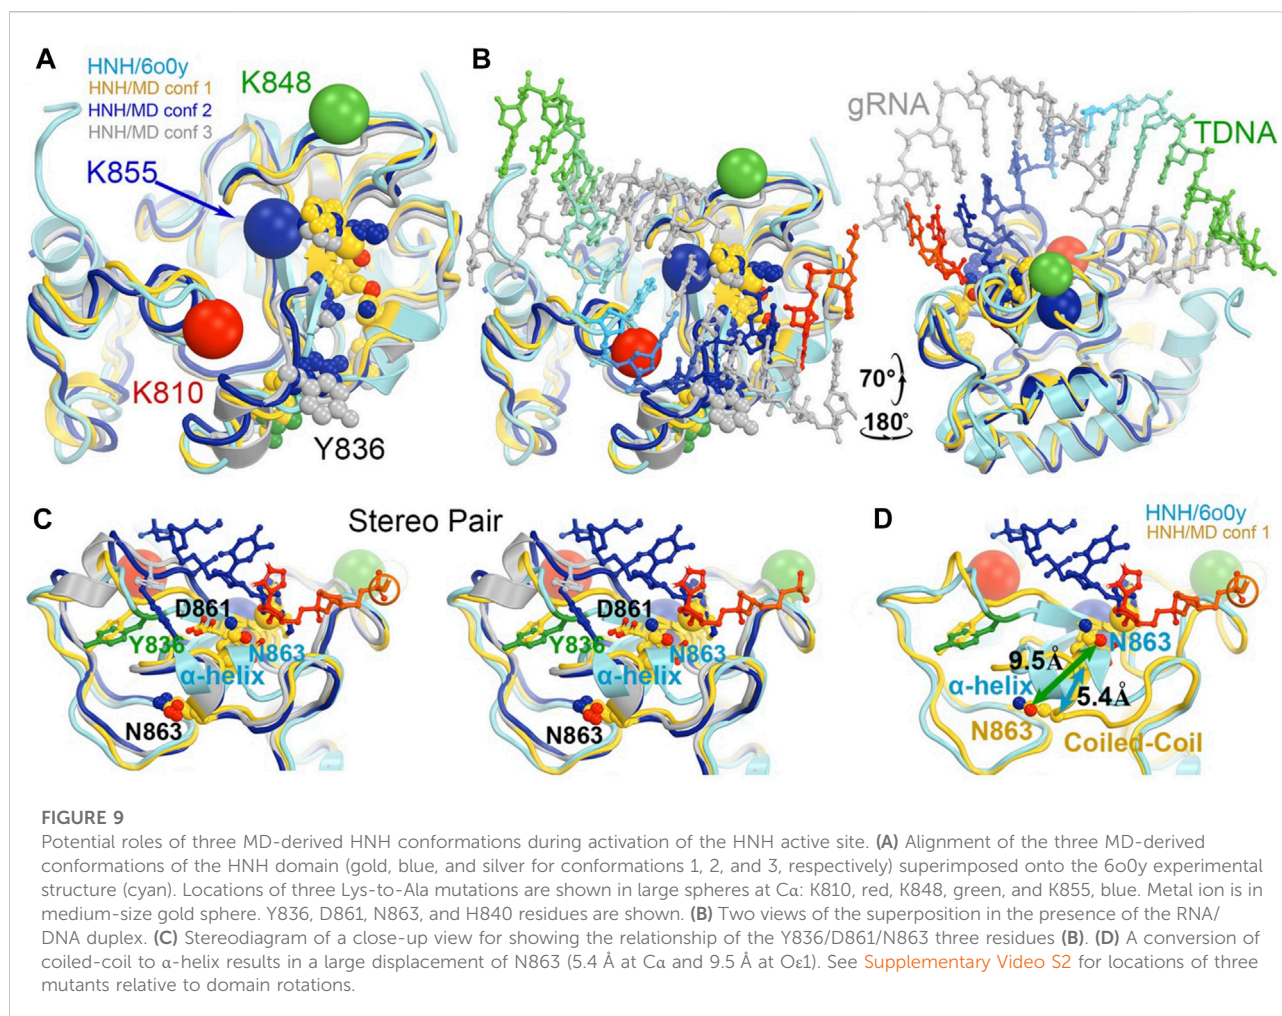 A
HNH/6o0y
HNH/MD conf 1
HNH/MD conf 2
HNH/MD conf 3
K848
K855
K810
Y836
B
gRNA
TDNA
70°
180°
C
Stereo Pair
D861
Y836
N863
α-helix
N863
D861
Y836
N863
α-helix
N863
D
HNH/6o0y
HNH/MD conf 1
N863
9.5Å
α-helix
5.4Å
N863
Coiled-Coil
FIGURE 9
Potential roles of three MD-derived HNH conformations during activation of the HNH active site. (A) Alignment of the three MD-derived
conformations of the HNH domain (gold, blue, and silver for conformations 1, 2, and 3, respectively) superimposed onto the 6o0y experimental
structure (cyan). Locations of three Lys-to-Ala mutations are shown in large spheres at Cα: K810, red, K848, green, and K855, blue. Metal ion is in
medium-size gold sphere. Y836, D861, N863, and H840 residues are shown. (B) Two views of the superposition in the presence of the RNA/
DNA duplex. (C) Stereodiagram of a close-up view for showing the relationship of the Y836/D861/N863 three residues (B). (D) A conversion of
coiled-coil to α-helix results in a large displacement of N863 (5.4 Å at Cα and 9.5 Å at Oε1). See Supplementary Video S2 for locations of three
mutants relative to domain rotations.